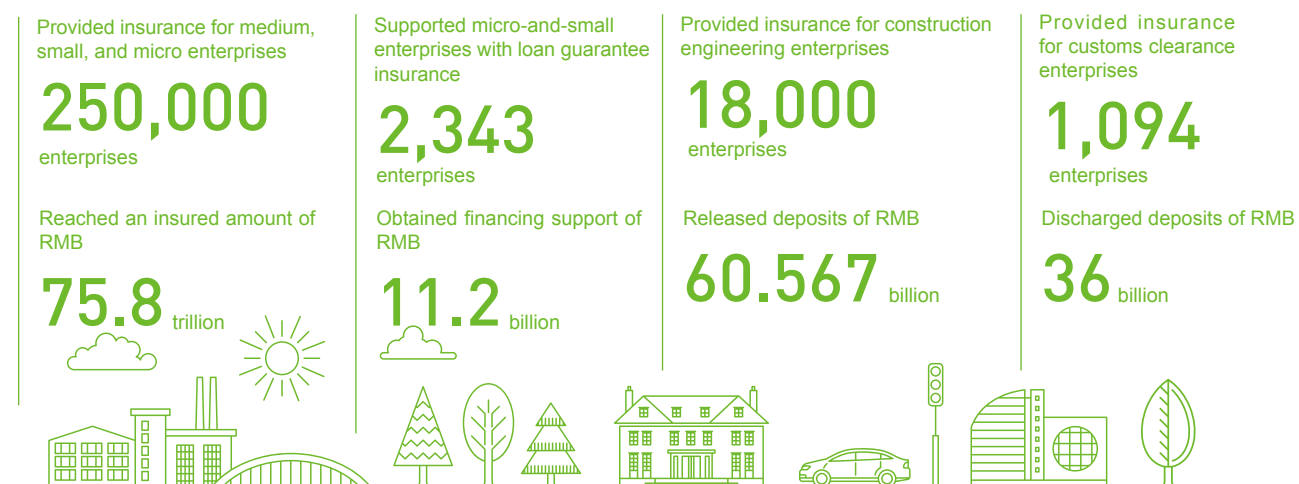 Provided insurance for medium,
small, and micro enterprises
250,000
enterprises
Reached an insured amount of
RMB
75.8 trillion
Supported micro-and-small
enterprises with loan guarantee
insurance
2,343
enterprises
Obtained financing support of
RMB
11.2 billion
Provided insurance for construction
engineering enterprises
18,000
enterprises
Released deposits of RMB
60.567 billion
Provided insurance
for customs clearance
enterprises
1,094
enterprises
Discharged deposits of RMB
36 billion